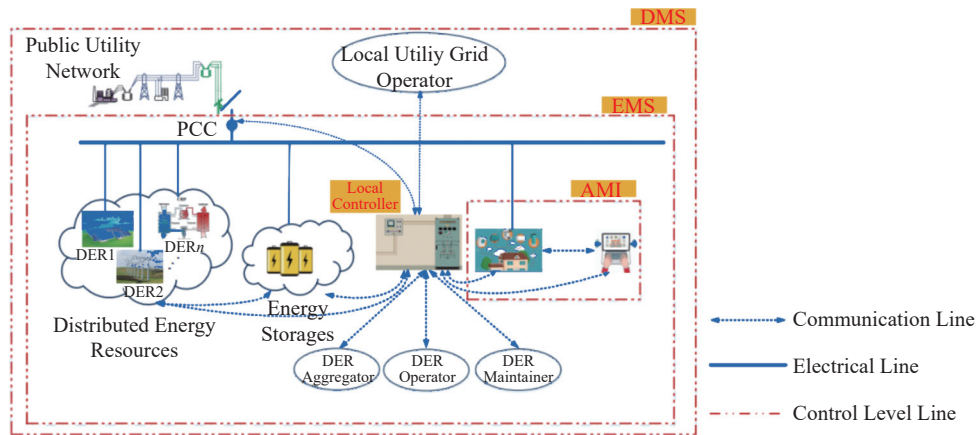 DMS
Public Utility
Network
Local Utiliy Grid
Operator
EMS
PCC
Local
Controller
AMI
DER1
DERn
DER2
Distributed Energy
Resources
Energy
Storages
DER
Aggregator
DER
Operator
DER
Maintainer
Communication Line
Electrical Line
Control Level Line